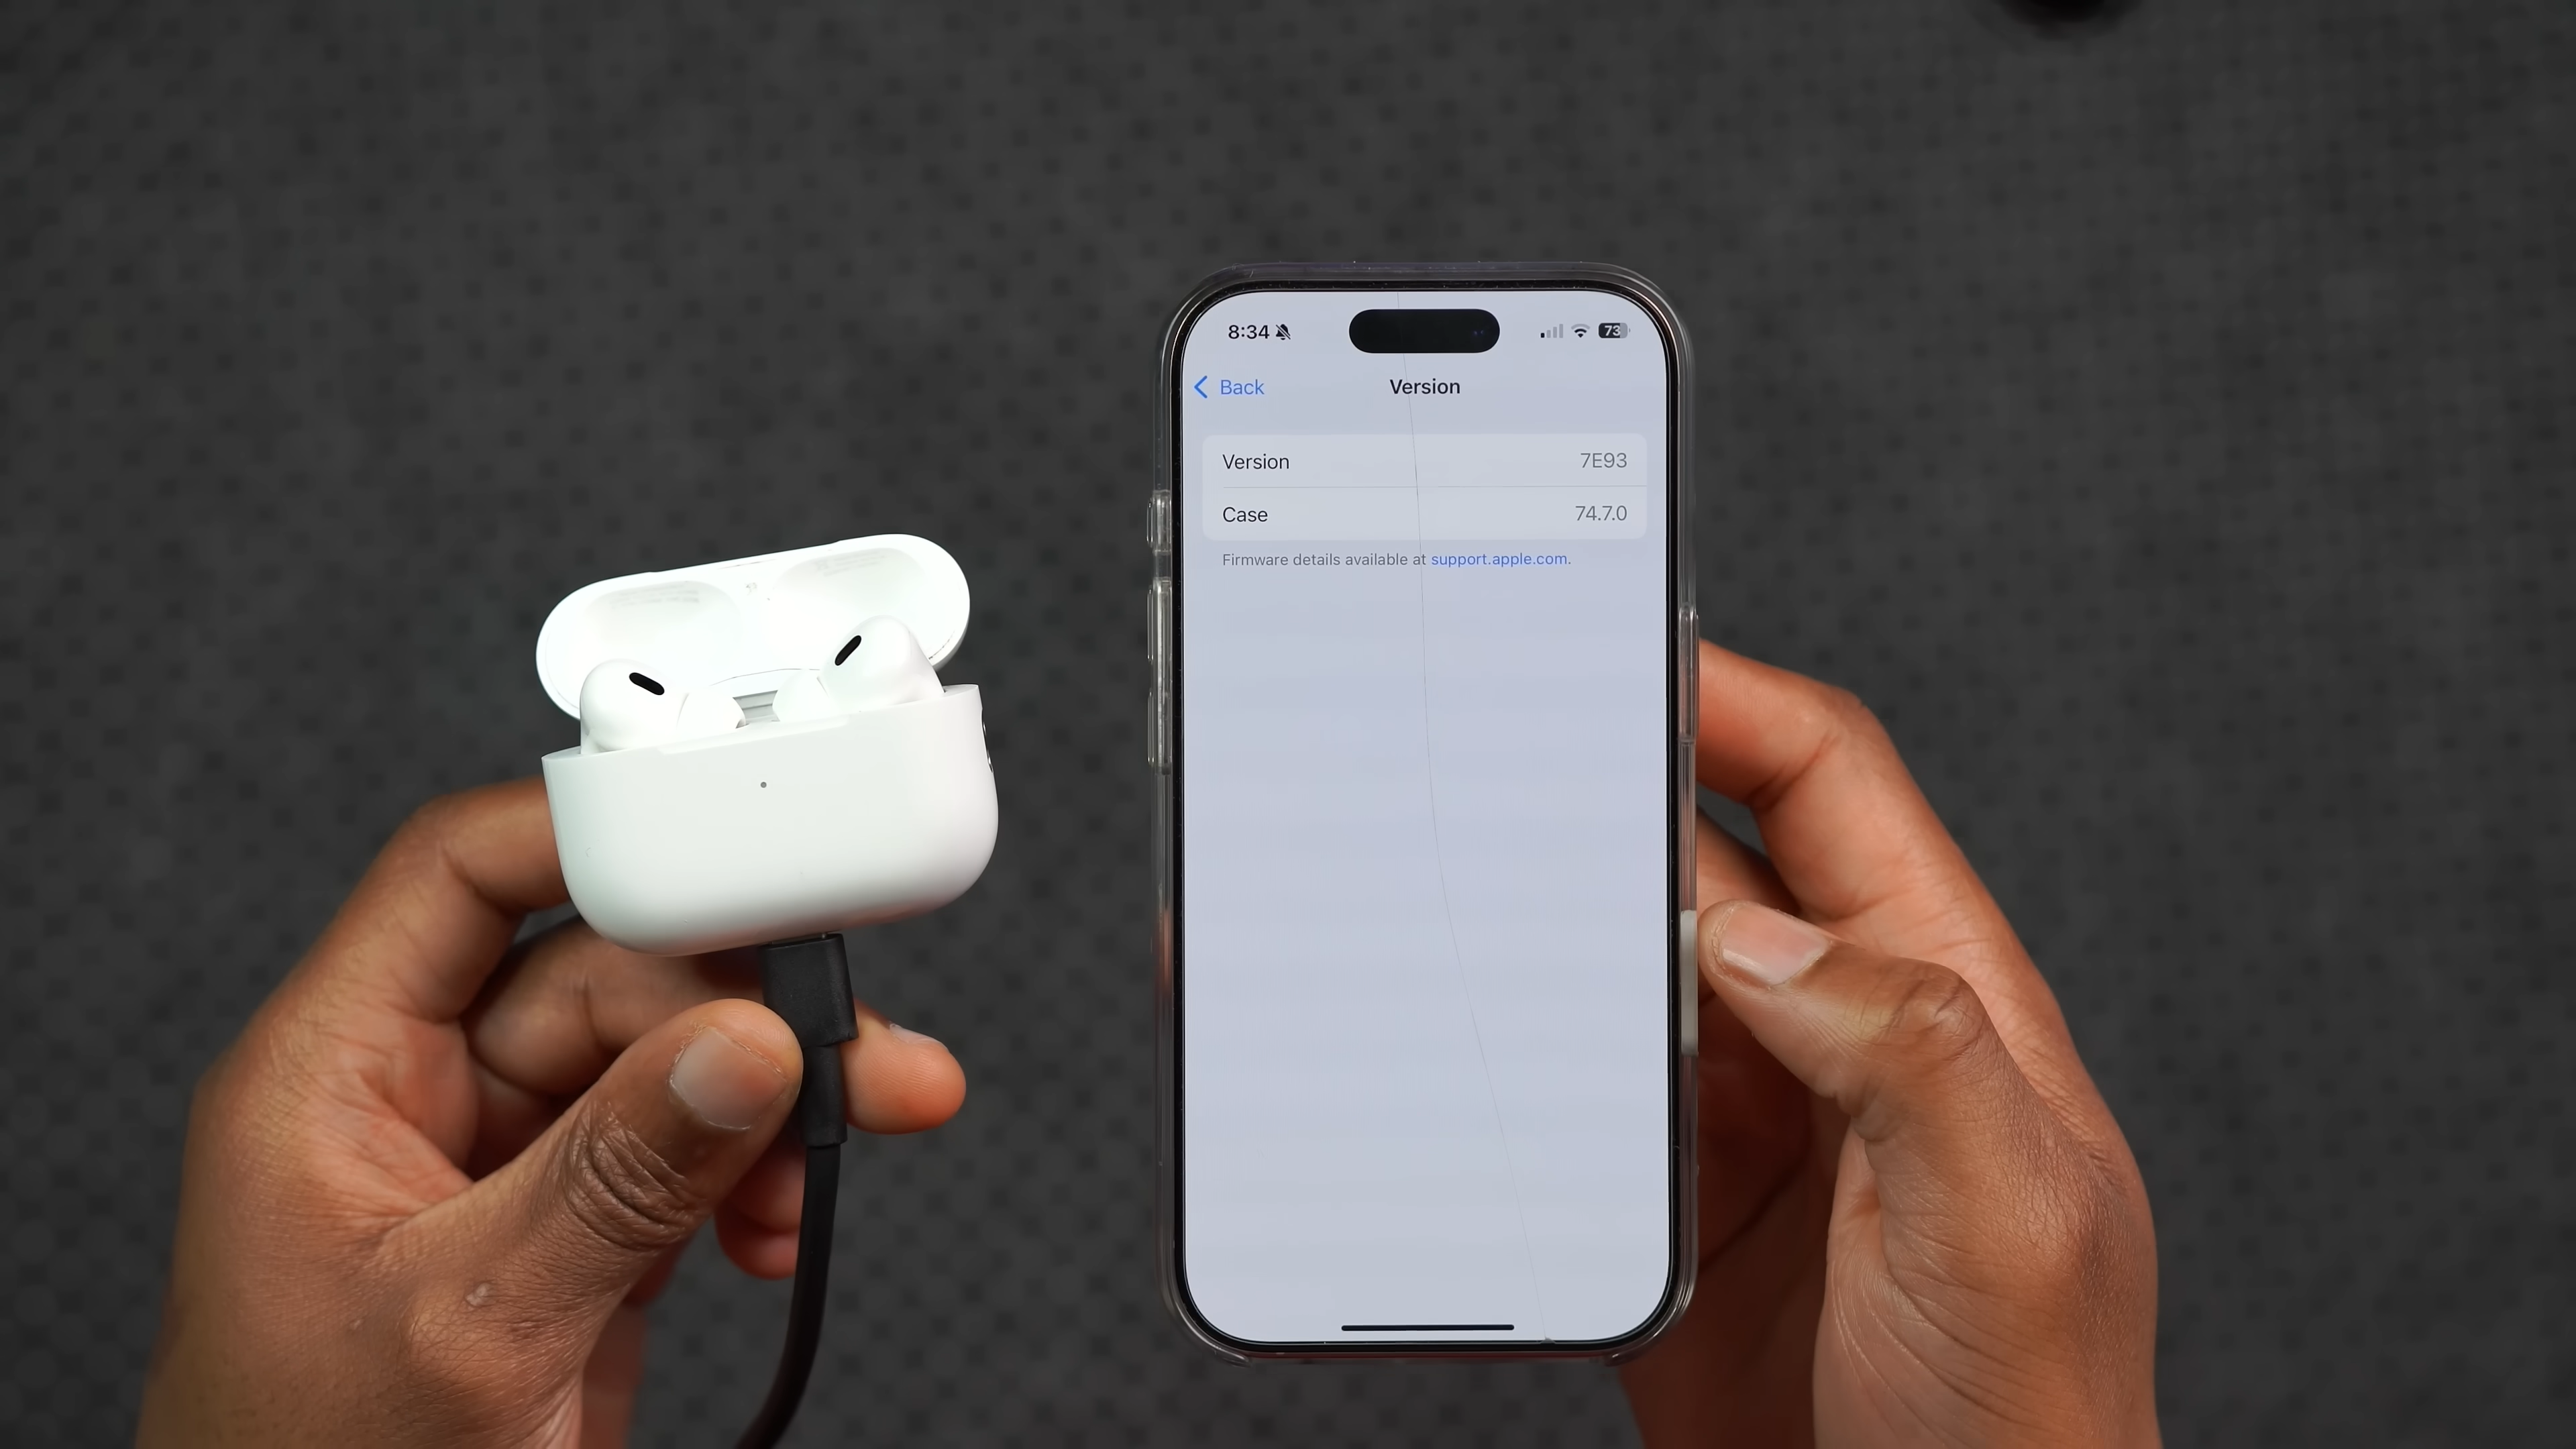 8:34
73
Back
Version
Version 7E93
Case 74.7.0
Firmware details available at support.apple.com.